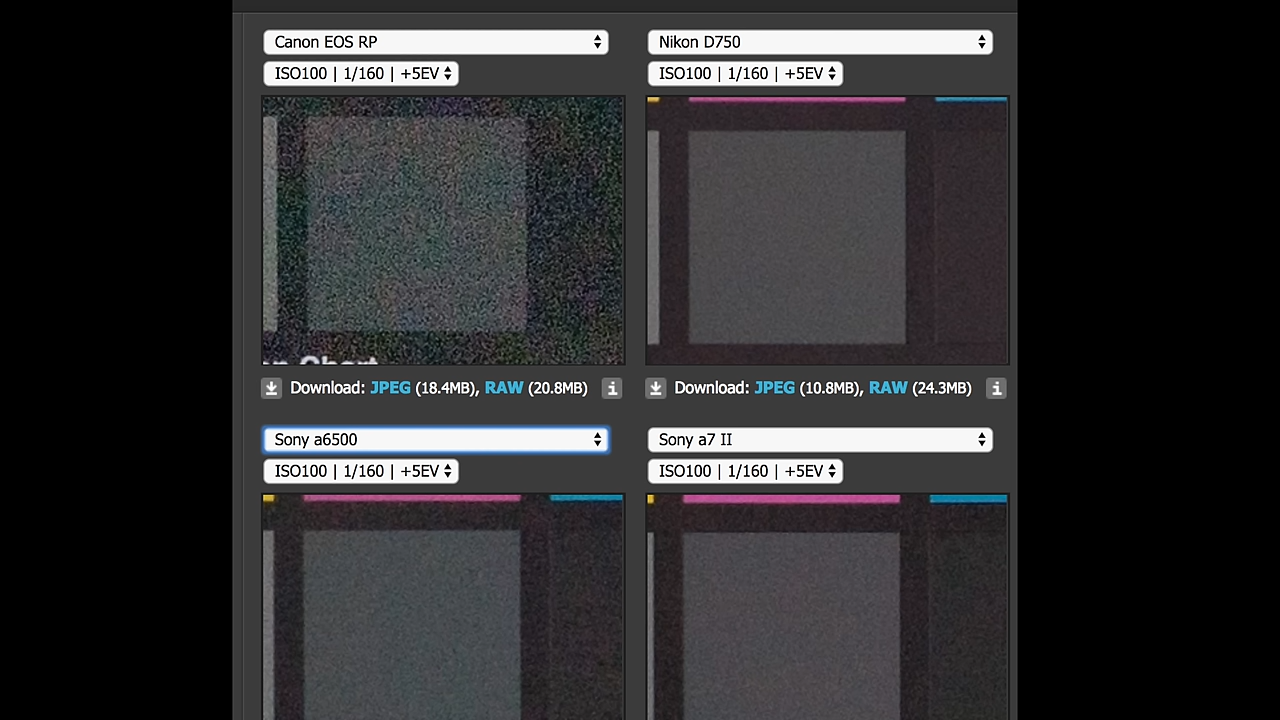 Canon EOS RP
ISO100 | 1/160 | +5EV
Nikon D750
ISO100 | 1/160 | +5EV
Download: JPEG (18.4MB), RAW (20.8MB)
Download: JPEG (10.8MB), RAW (24.3MB)
Sony a6500
ISO100 | 1/160 | +5EV
Sony a7 II
ISO100 | 1/160 | +5EV